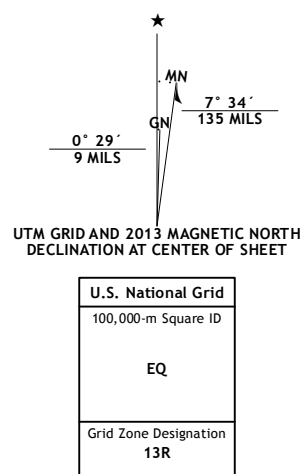 MN
GN
7° 34´
135 MILS
0° 29´
9 MILS
UTM GRID AND 2013 MAGNETIC NORTH
DECLINATION AT CENTER OF SHEET
U.S. National Grid
100,000-m Square ID
EQ
Grid Zone Designation
13R